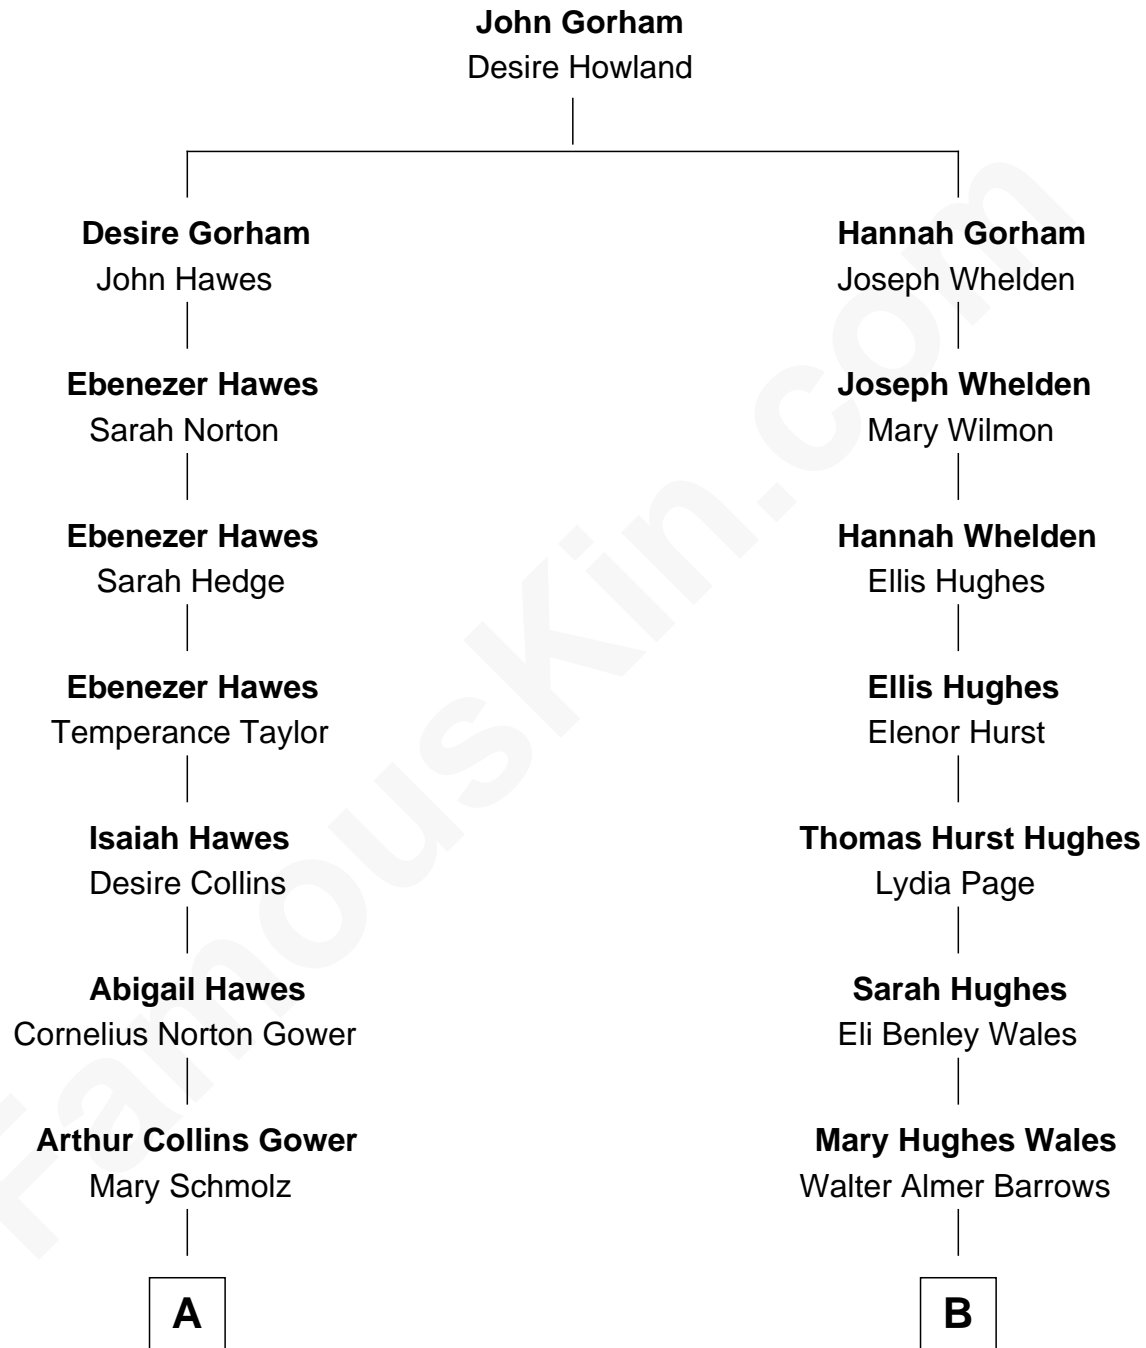 John Gorham
Desire Howland
Desire Gorham
John Hawes
Ebenezer Hawes
Sarah Norton
Ebenezer Hawes
Sarah Hedge
Ebenezer Hawes
Temperance Taylor
Isaiah Hawes
Desire Collins
Abigail Hawes
Cornelius Norton Gower
Arthur Collins Gower
Mary Schmolz
A
Hannah Gorham
Joseph Whelden
Joseph Whelden
Mary Wilmon
Hannah Whelden
Ellis Hughes
Ellis Hughes
Elenor Hurst
Thomas Hurst Hughes
Lydia Page
Sarah Hughes
Eli Benley Wales
Mary Hughes Wales
Walter Almer Barrows
B
FamousKin.com